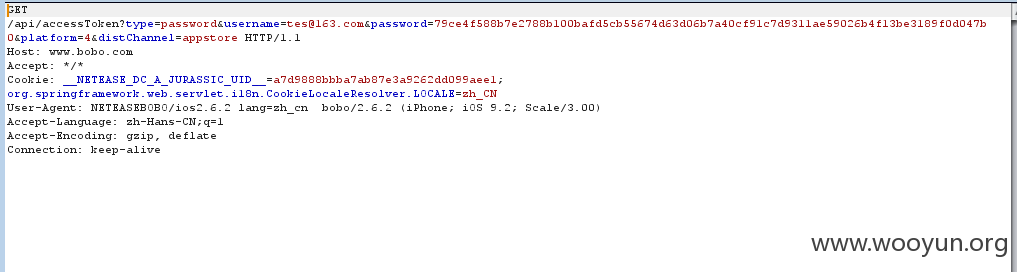 GET
/api/accessToken?type=password&username=tes@163.com&password=79ce4f588b7e2788b100bafd5cb55674d63d06b7a40cf91c7d9311ae59026b4f13be3189f0d047b
0&platform=4&distChannel=appstore HTTP/1.1
Host: www.bobo.com
Accept: */*
Cookie: __NETEASE_DC_A_JURASSIC_UID__=a7d9888bbba7ab87e3a9262dd099aee1;
org.springframework.web.servlet.i18n.CookieLocaleResolver.LOCALE=zh_CN
User-Agent: NETEASEBOBO/ios2.6.2 lang=zh_cn  bobo/2.6.2 (iPhone; iOS 9.2; Scale/3.00)
Accept-Language: zh-Hans-CN;q=1
Accept-Encoding: gzip, deflate
Connection: keep-alive
www.wooyun.org